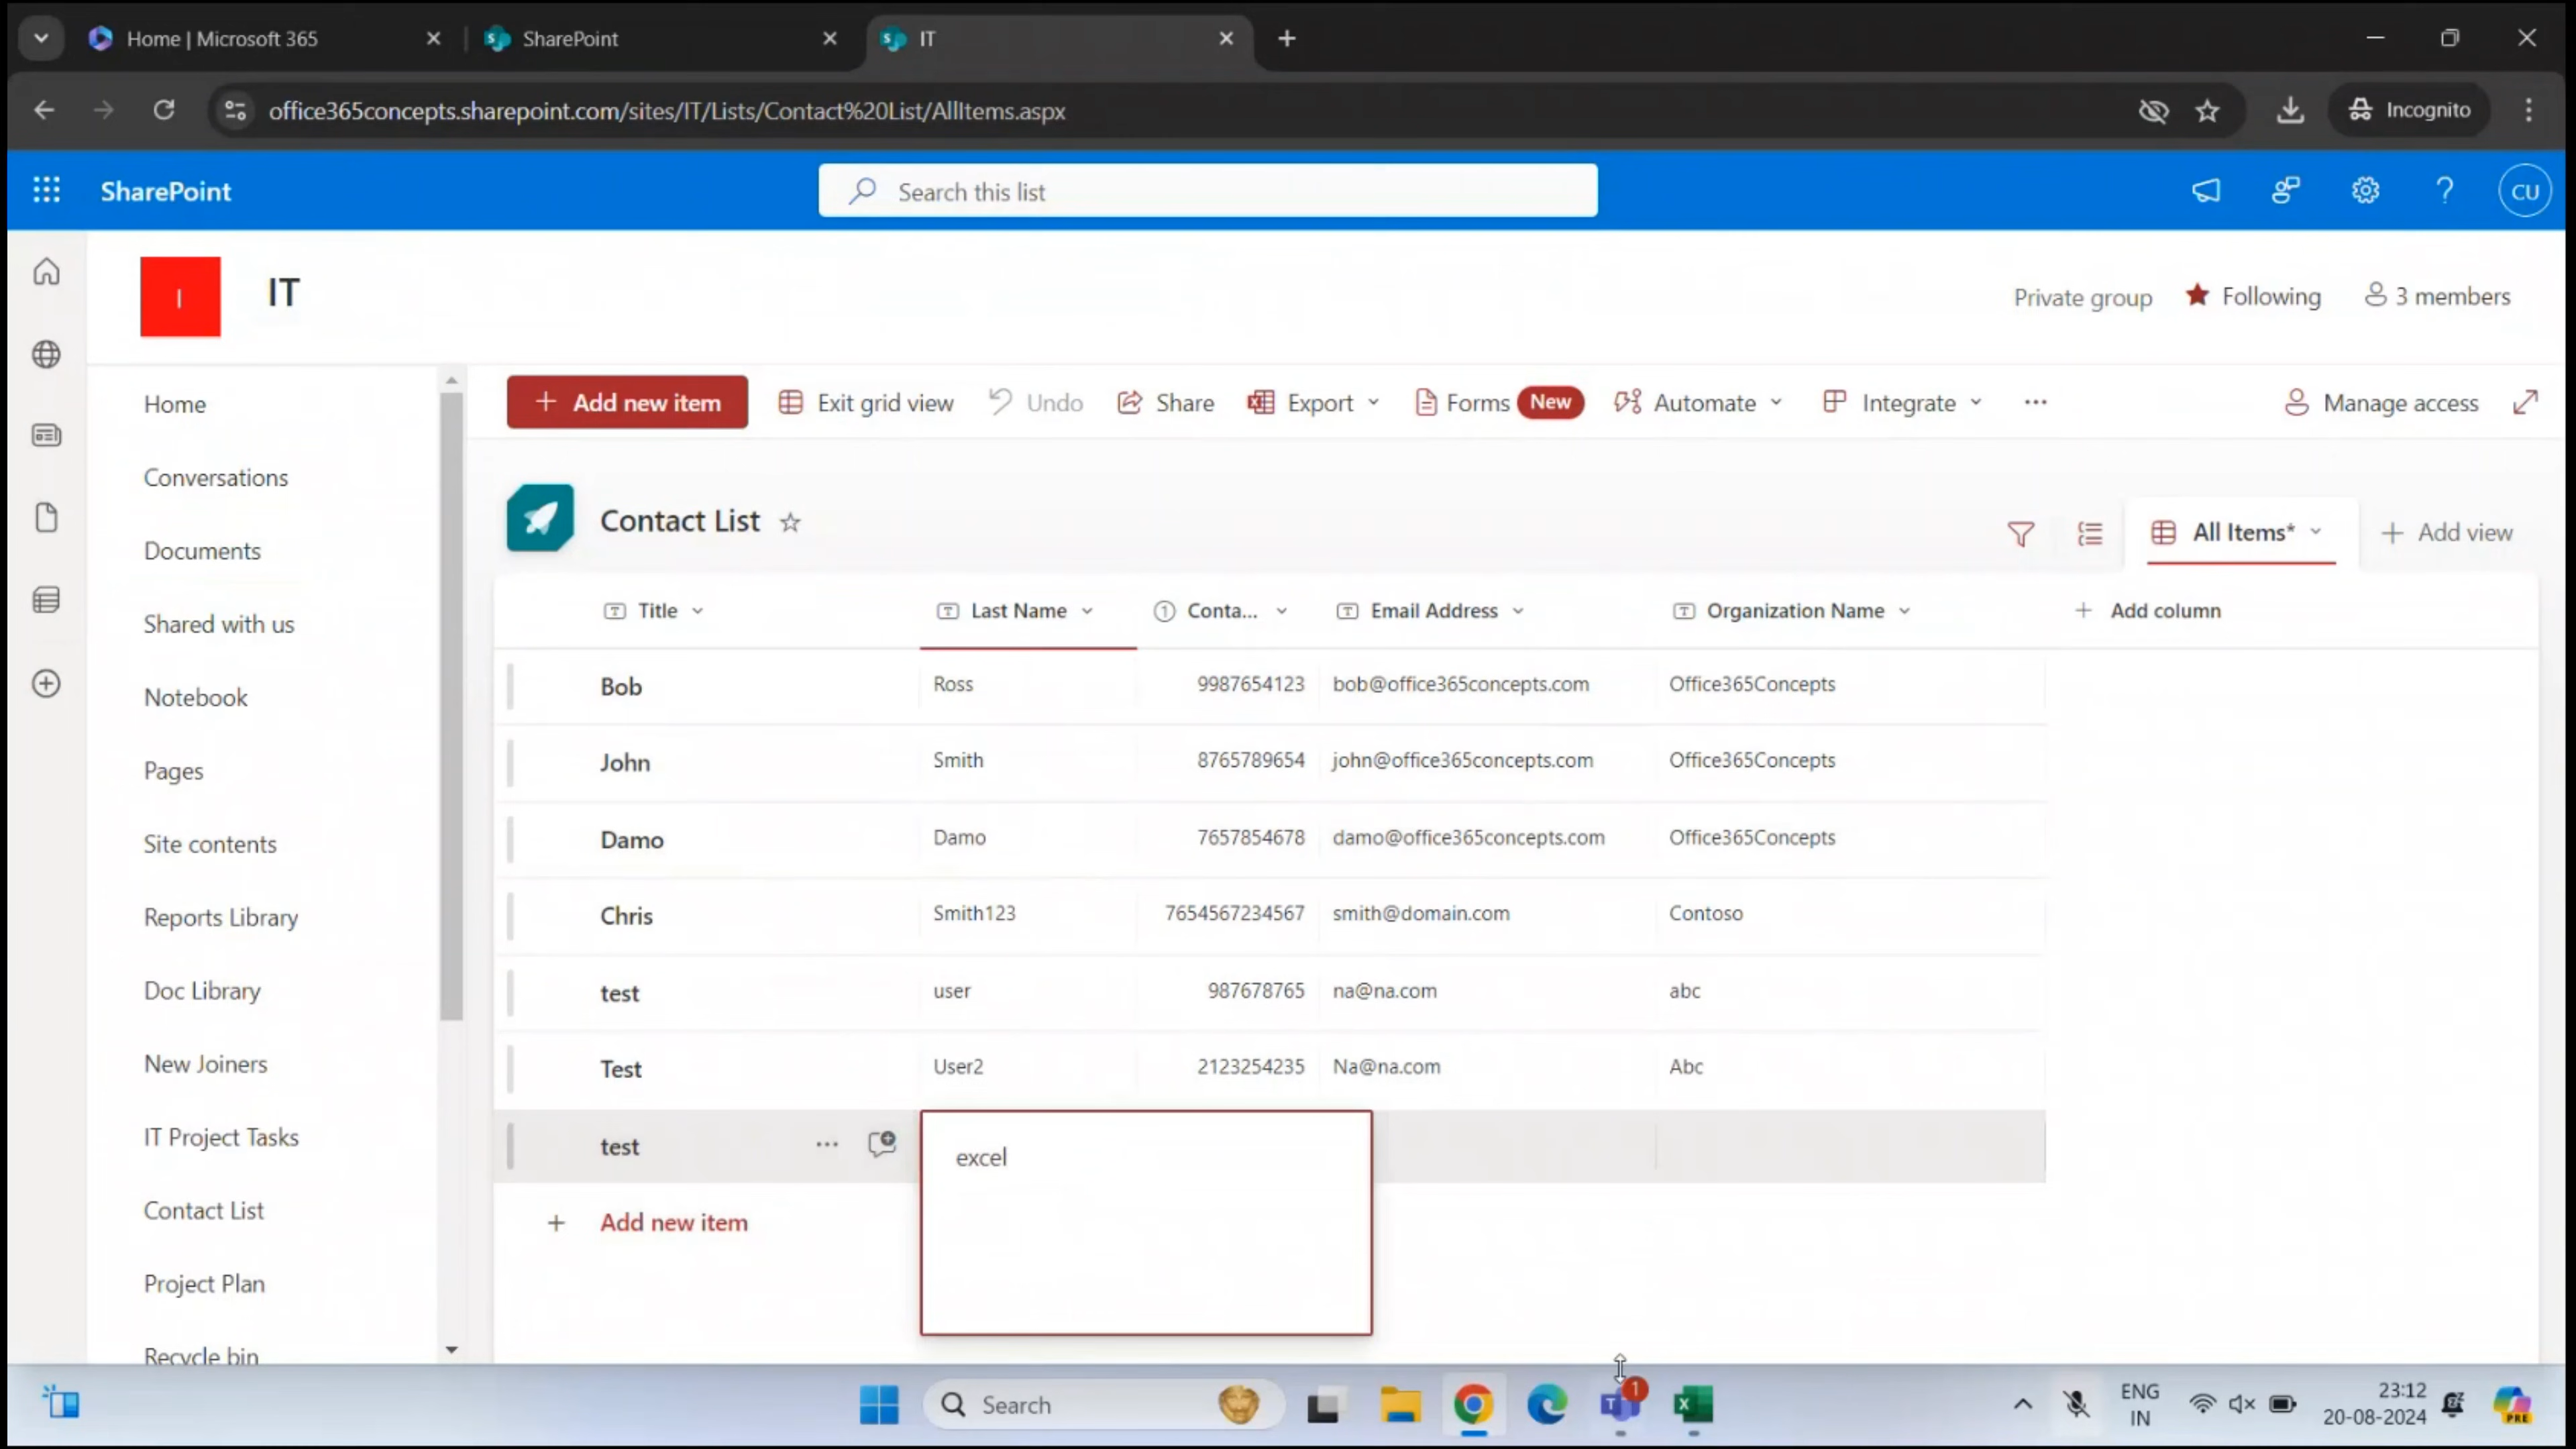 Home | Microsoft 365
SharePoint
IT
office365concepts.sharepoint.com/sites/IT/Lists/Contact%20List/AllItems.aspx
Incognito
SharePoint
Search this list
CU
I
IT
Private group
Following
3 members
Home
Conversations
Documents
Shared with us
Notebook
Pages
Site contents
Reports Library
Doc Library
New Joiners
IT Project Tasks
Contact List
Project Plan
Recycle bin
Add new item
Exit grid view
Undo
Share
Export
Forms New
Automate
Integrate
Manage access
Contact List
All Items*
Add view
Title Last Name Conta... Email Address Organization Name Add column
Bob Ross 9987654123 bob@office365concepts.com Office365Concepts
John Smith 8765789654 john@office365concepts.com Office365Concepts
Damo Damo 7657854678 damo@office365concepts.com Office365Concepts
Chris Smith123 7654567234567 smith@domain.com Contoso
test user 987678765 na@na.com abc
Test User2 2123254235 Na@na.com Abc
test excel
Add new item
Search
1
ENG
IN
23:12
20-08-2024
PRE